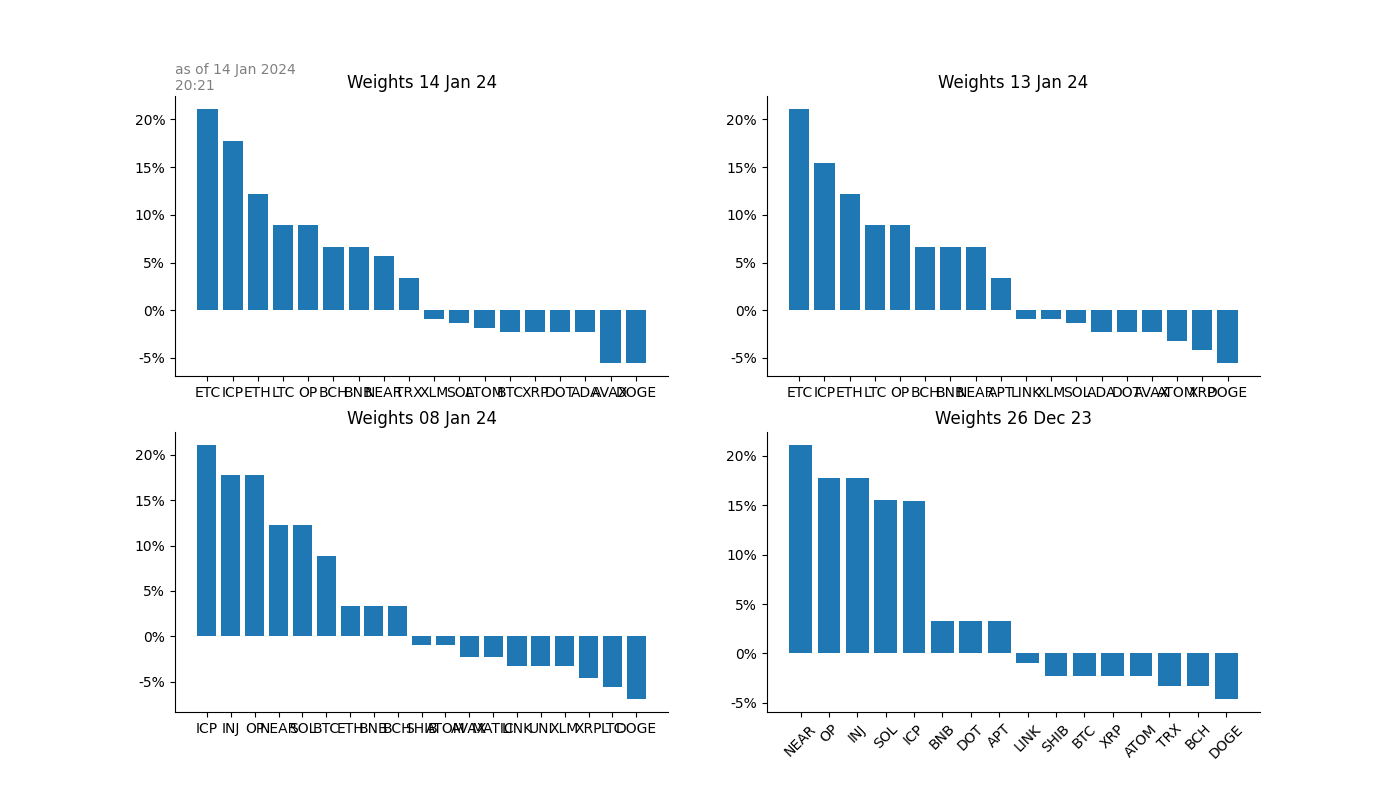 as of 14 Jan 2024
20:21
Weights 14 Jan 24
20%
15%
10%
5%
0%
-5%
ETC ICP ETH LTC OP BCH BNB NEAR TRX XLM SOL ATOM BTC XRP DOT ADA AVAX DOGE
Weights 13 Jan 24
20%
15%
10%
5%
0%
-5%
ETC ICP ETH LTC OP BCH BNB NEAR APT LINK XLM SOL ADA DOT AVAX ATOM XRP DOGE
Weights 08 Jan 24
20%
15%
10%
5%
0%
-5%
ICP INJ OP NEAR SOL BTC ETH BNB BCH SHIB ATOM AVAX MATIC LINK UNI XLM XRP LTC DOGE
Weights 26 Dec 23
20%
15%
10%
5%
0%
-5%
NEAR OP INJ SOL ICP BNB DOT APT LINK SHIB BTC XRP ATOM TRX BCH DOGE